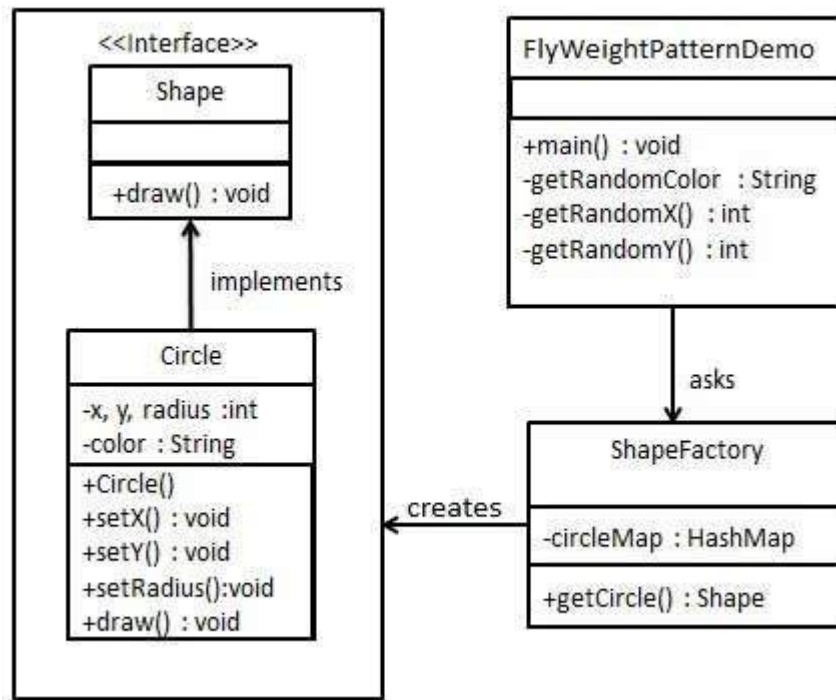 <<Interface>>
Shape
+draw() : void
implements
Circle
-x, y, radius :int
-color : String
+Circle()
+setX() : void
+setY() : void
+setRadius():void
+draw() : void
FlyWeightPatternDemo
+main() : void
-getRandomColor : String
-getRandomX() : int
-getRandomY() : int
asks
ShapeFactory
-circleMap : HashMap
+getCircle() : Shape
creates